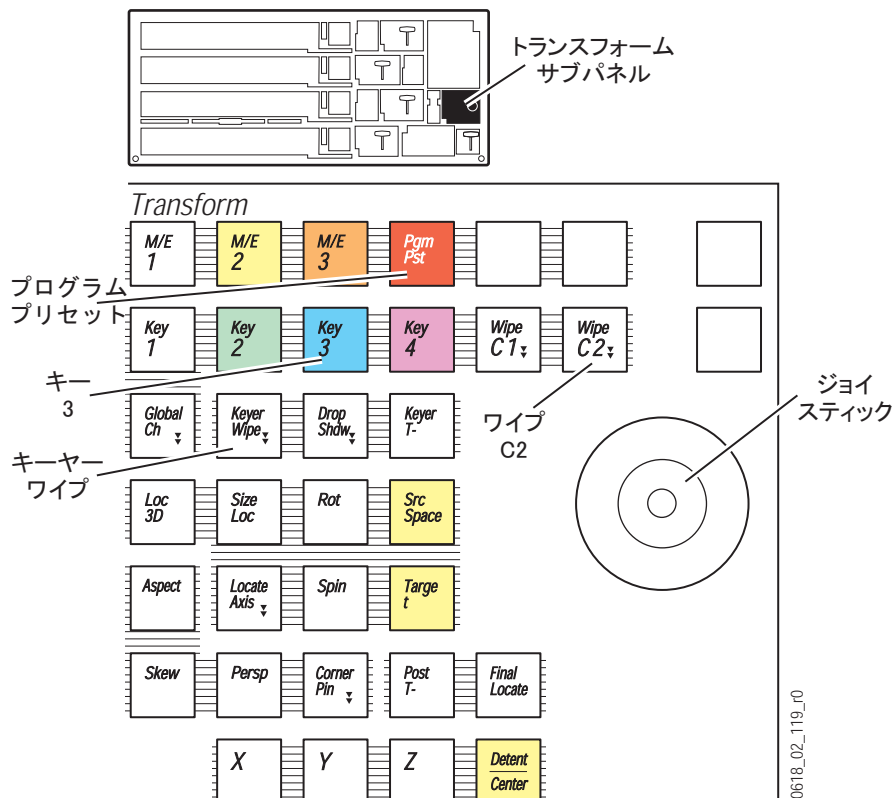 トランスフォーム
サブパネル
Transform
M/E
1
M/E
2
M/E
3
Pgm
Pst
プログラム
プリセット
Key
1
Key
2
Key
3
Key
4
Wipe
C1
Wipe
C2
キー
3
ワイプ
C2
ジョイ
スティック
Global
Ch
Keyer
Wipe
Drop
Shdw
Keyer
T-
キーヤー
ワイプ
Loc
3D
Size
Loc
Rot
Src
Space
Aspect
Locate
Axis
Spin
Targe
t
Skew
Persp
Corner
Pin
Post
T-
Final
Locate
X
Y
Z
Detent
Center
0618_02_119_r0